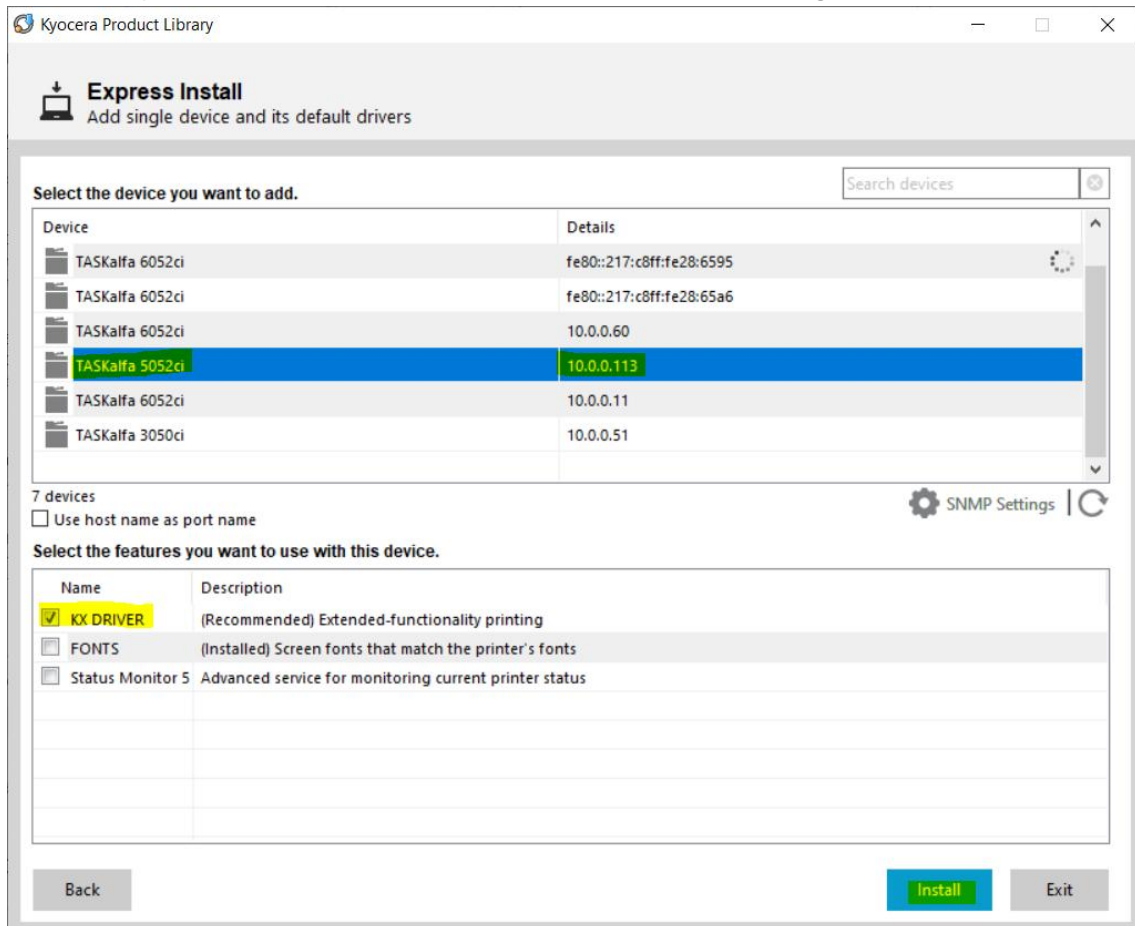 Kyocera Product Library
Express Install
Add single device and its default drivers
Select the device you want to add.
Search devices
Device Details
TASKalfa 6052ci fe80::217:c8ff:fe28:6595
TASKalfa 6052ci fe80::217:c8ff:fe28:65a6
TASKalfa 6052ci 10.0.0.60
TASKalfa 5052ci 10.0.0.113
TASKalfa 6052ci 10.0.0.11
TASKalfa 3050ci 10.0.0.51
7 devices
SNMP Settings
Use host name as port name
Select the features you want to use with this device.
Name Description
KX DRIVER (Recommended) Extended-functionality printing
FONTS (Installed) Screen fonts that match the printer's fonts
Status Monitor 5 Advanced service for monitoring current printer status
Back Install Exit